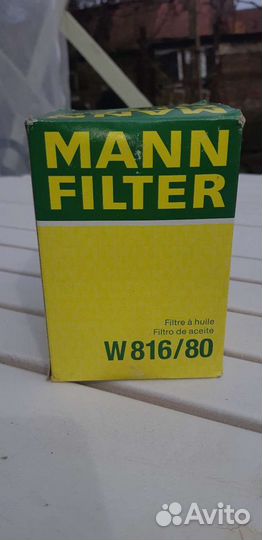 MANN
FILTER
Filtre à huile
Filtro de aceite
W 816/80
Avito